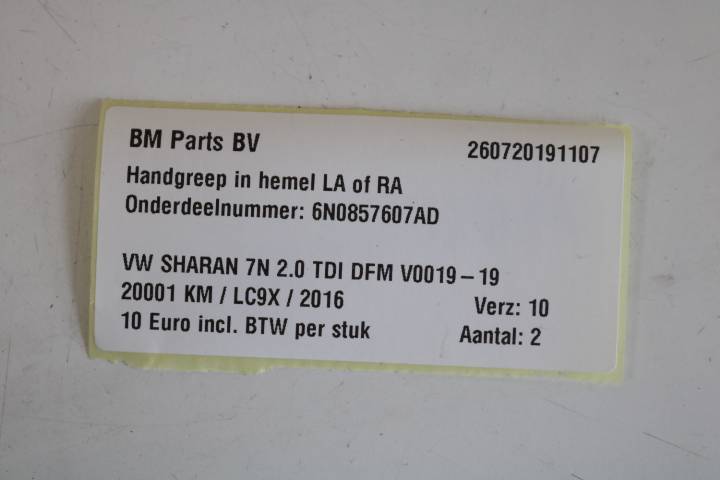 BM Parts BV 260720191107
Handgreep in hemel LA of RA
Onderdeelnummer: 6N0857607AD
VW SHARAN 7N 2.0 TDI DFM V0019-19
20001 KM / LC9X / 2016 Verz: 10
10 Euro incl. BTW per stuk Aantal: 2